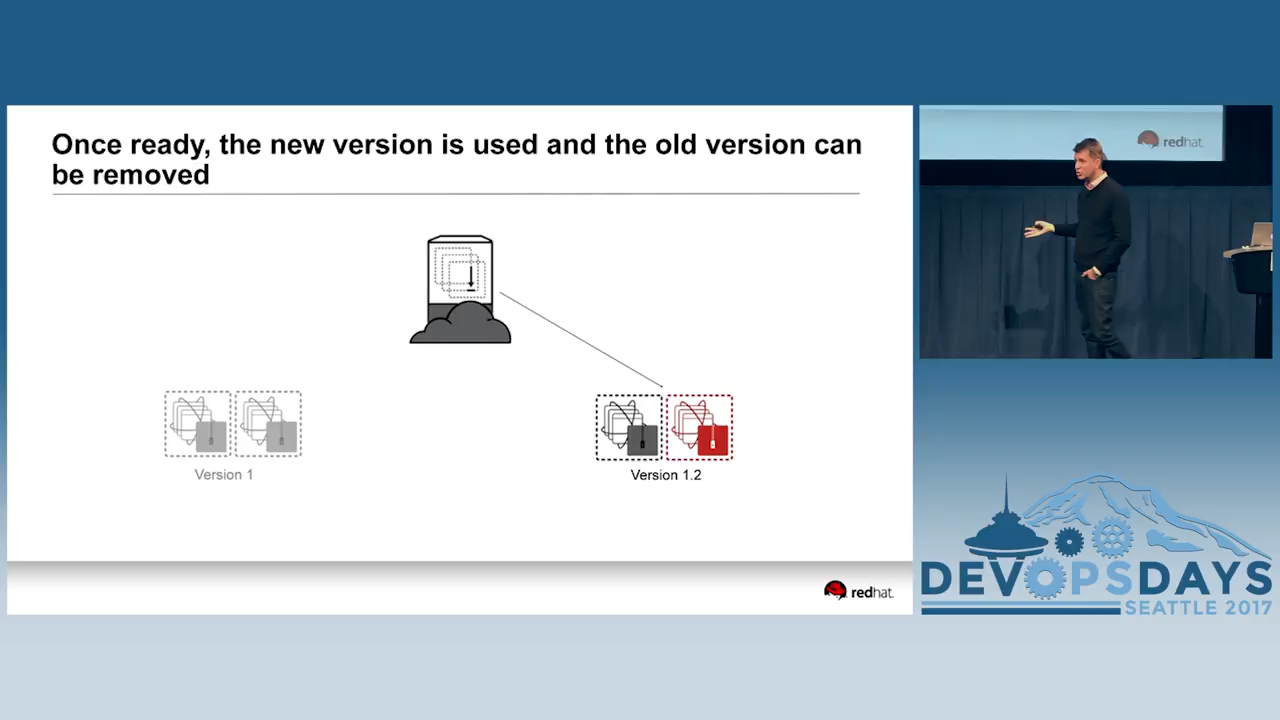 Once ready, the new version is used and the old version can
be removed
Version 1
Version 1.2
redhat.
redhat.
DEVOPSDAYS
SEATTLE 2017